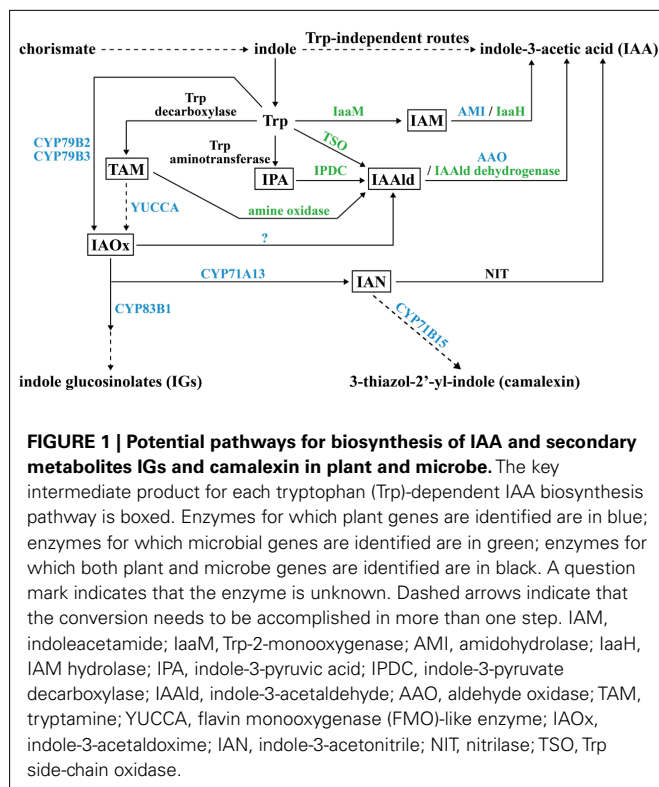 Trp-independent routes
chorismate
indole
indole-3-acetic acid (IAA)
Trp
decarboxylase
Trp
IaaM
IAM
AMI / IaaH
CYP79B2
CYP79B3
TSO
Trp
aminotransferase
AAO
TAM
IPA
IPDC
IAAld
/ IAAld dehydrogenase
YUCCA
amine oxidase
IAOx
?
CYP71A13
IAN
NIT
CYP83B1
CYP71B15
indole glucosinolates (IGs)
3-thiazol-2’-yl-indole (camalexin)
FIGURE 1 | Potential pathways for biosynthesis of IAA and secondary
metabolites IGs and camalexin in plant and microbe. The key
intermediate product for each tryptophan (Trp)-dependent IAA biosynthesis
pathway is boxed. Enzymes for which plant genes are identified are in blue;
enzymes for which microbial genes are identified are in green; enzymes for
which both plant and microbe genes are identified are in black. A question
mark indicates that the enzyme is unknown. Dashed arrows indicate that
the conversion needs to be accomplished in more than one step. IAM,
indoleacetamide; IaaM, Trp-2-monooxygenase; AMI, amidohydrolase; IaaH,
IAM hydrolase; IPA, indole-3-pyruvic acid; IPDC, indole-3-pyruvate
decarboxylase; IAAld, indole-3-acetaldehyde; AAO, aldehyde oxidase; TAM,
tryptamine; YUCCA, flavin monooxygenase (FMO)-like enzyme; IAOx,
indole-3-acetaldoxime; IAN, indole-3-acetonitrile; NIT, nitrilase; TSO, Trp
side-chain oxidase.